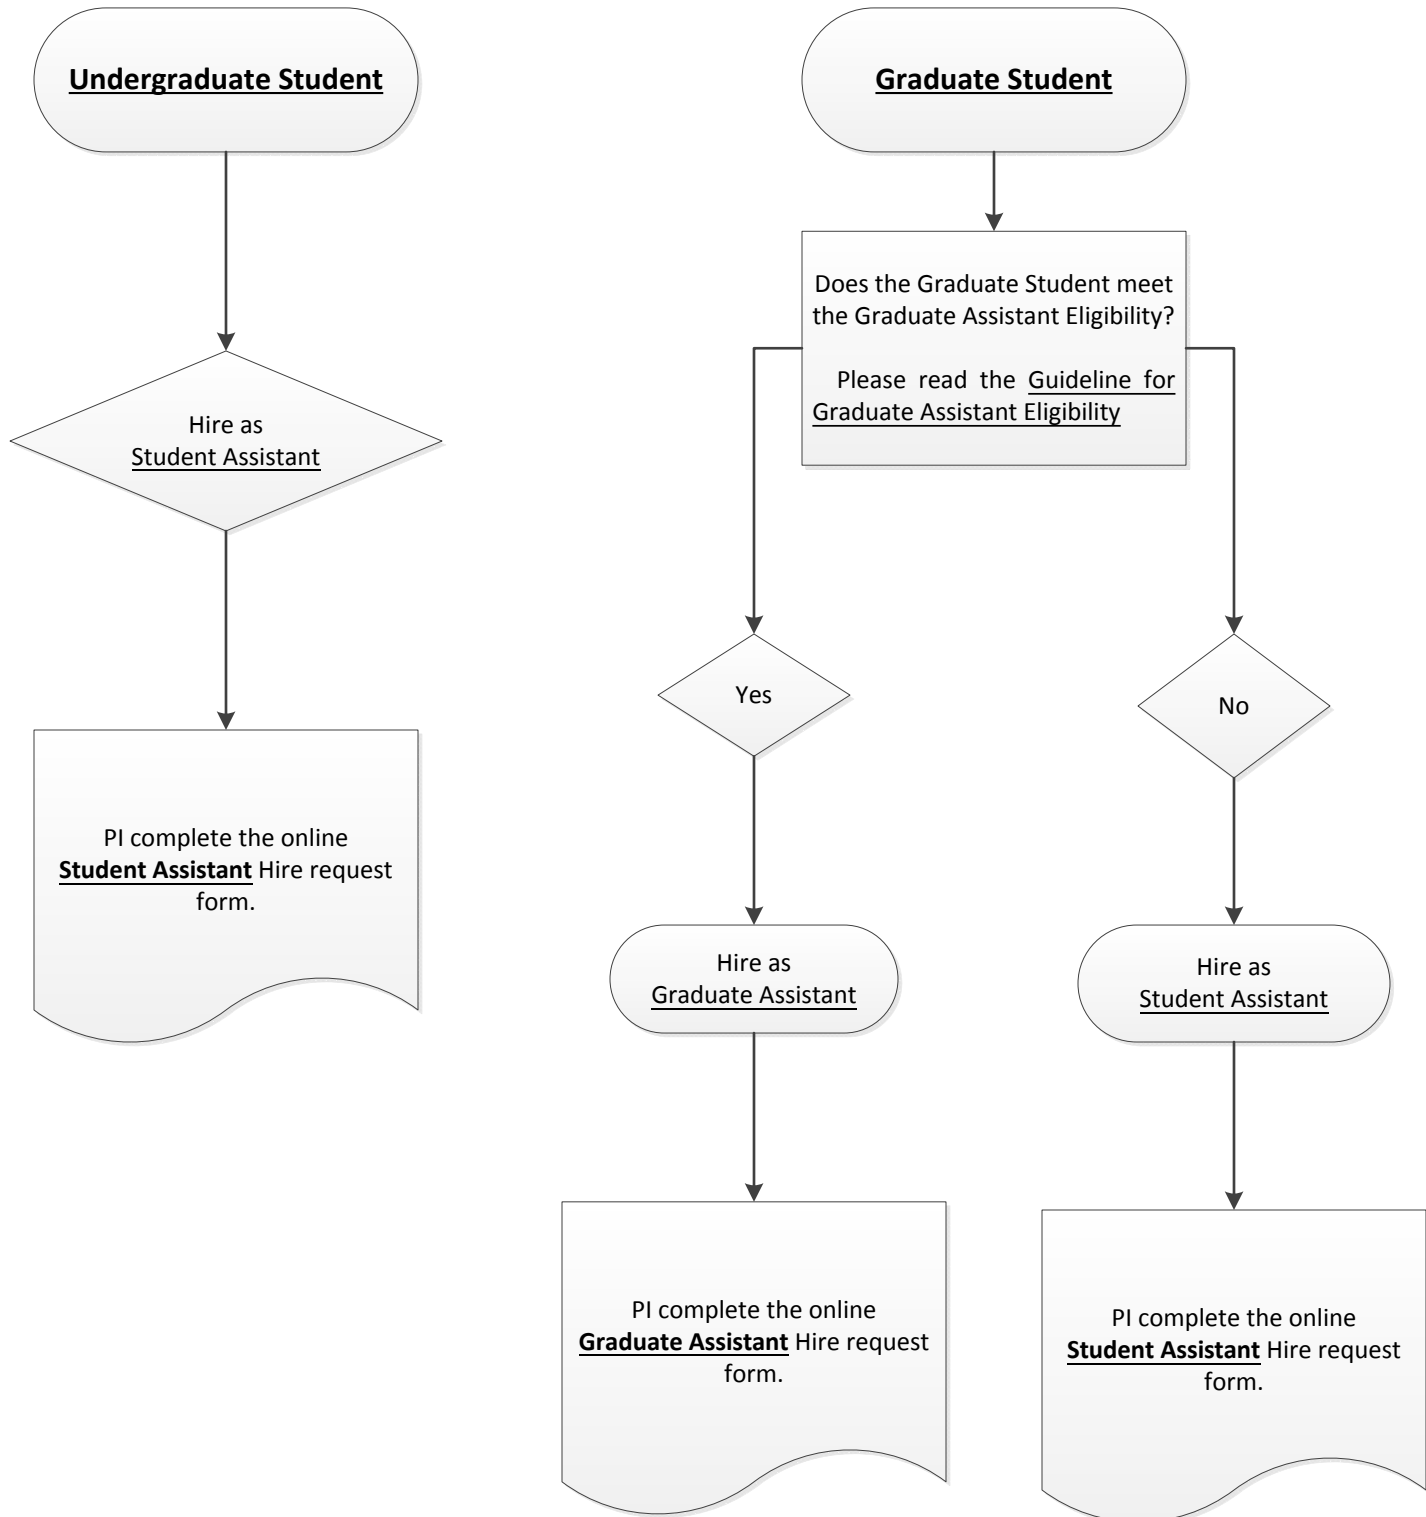 Undergraduate Student
Hire as
Student Assistant
PI complete the online
Student Assistant Hire request
form.
Graduate Student
Does the Graduate Student meet
the Graduate Assistant Eligibility?
Please read the Guideline for
Graduate Assistant Eligibility
Yes
Hire as
Graduate Assistant
PI complete the online
Graduate Assistant Hire request
form.
No
Hire as
Student Assistant
PI complete the online
Student Assistant Hire request
form.